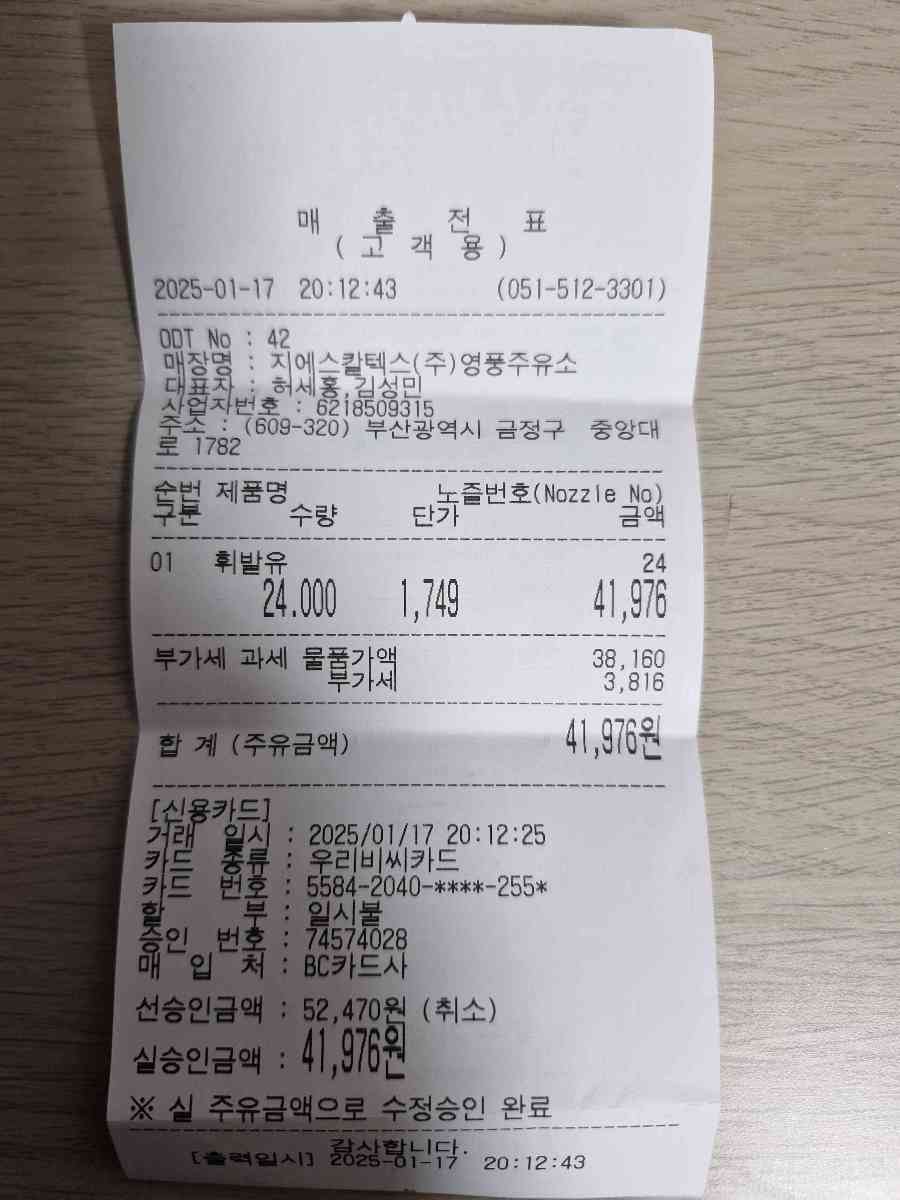 매 출 전 표
( 고 객 용 )
2025-01-17 20:12:43 (051-512-3301)
ODT No : 42
매장명 : 지에스칼텍스(주)영풍주유소
대표자 : 허세홍,김성민
사업자번호 : 6218509315
주소 : (609-320) 부산광역시 금정구 중앙대
로 1782
순번 제품명 노즐번호(Nozzle No)
구분 수량 단가 금액
01 휘발유 24
24.000 1,749 41,976
부가세 과세 물품가액 38,160
부가세 3,816
합 계 (주유금액) 41,976원
[신용카드]
거래 일시 : 2025/01/17 20:12:25
카드 종류 : 우리비씨카드
카드 번호 : 5584-2040-****-255*
할 부 : 일시불
승인 번호 : 74574028
매 입 처 : BC카드사
선승인금액 : 52,470원 (취소)
실승인금액 : 41,976원
※ 실 주유금액으로 수정승인 완료
감사합니다.
[출력일시] 2025-01-17 20:12:43